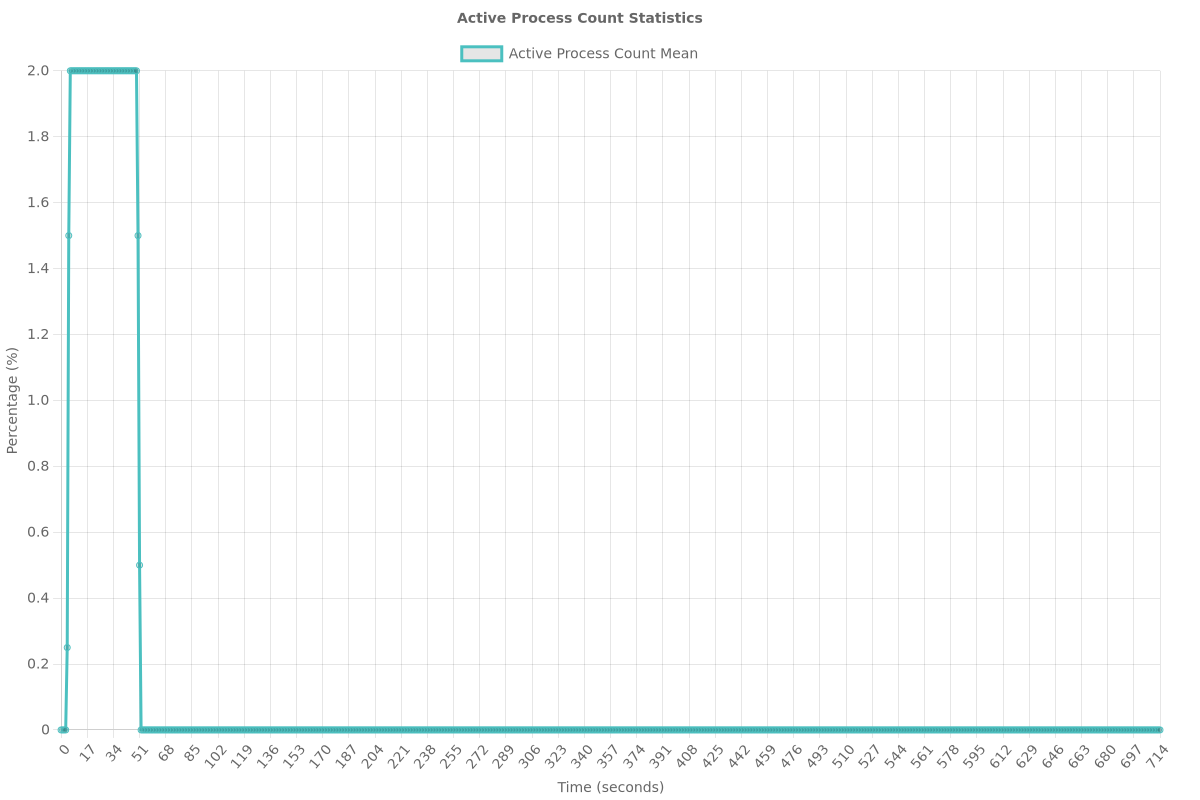 Active Process Count Statistics
Active Process Count Mean
Percentage (%)
2.0
1.8
1.6
1.4
1.2
1.0
0.8
0.6
0.4
0.2
0
0 17 34 51 68 85 102 119 136 153 170 187 204 221 238 255 272 289 306 323 340 357 374 391 408 425 442 459 476 493 510 527 544 561 578 595 612 629 646 663 680 697 714
Time (seconds)